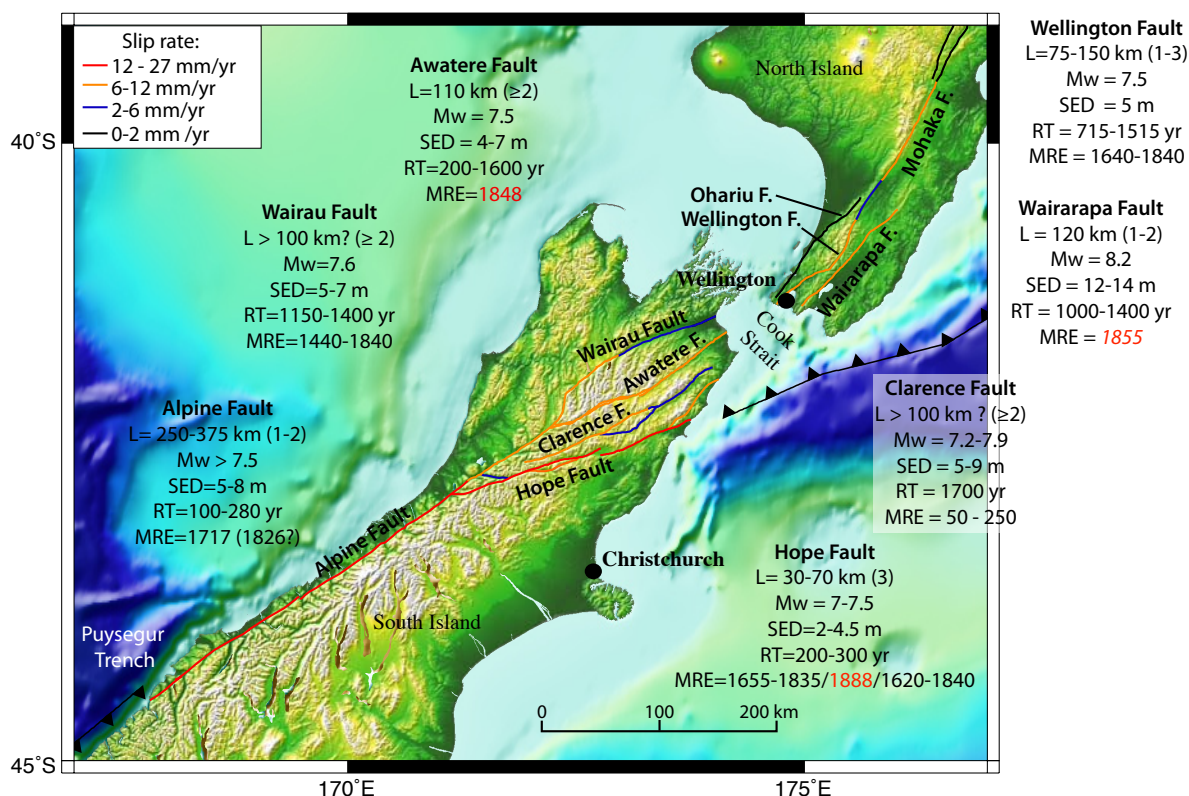 Slip rate:
12 - 27 mm/yr
6-12 mm/yr
2-6 mm/yr
0-2 mm /yr
40°S
45°S
170°E
175°E
Awatere Fault
L=110 km (≥2)
Mw = 7.5
SED = 4-7 m
RT=200-1600 yr
MRE=1848
Wairau Fault
L > 100 km? (≥ 2)
Mw=7.6
SED=5-7 m
RT=1150-1400 yr
MRE=1440-1840
Alpine Fault
L= 250-375 km (1-2)
Mw > 7.5
SED=5-8 m
RT=100-280 yr
MRE=1717 (1826?)
North Island
Mohaka F.
Ohariu F.
Wellington F.
Wairarapa F.
Wellington
Cook
Strait
Wairau Fault
Awatere F.
Clarence F.
Hope Fault
Alpine Fault
Christchurch
South Island
Puysegur
Trench
Wellington Fault
L=75-150 km (1-3)
Mw = 7.5
SED = 5 m
RT = 715-1515 yr
MRE = 1640-1840
Wairarapa Fault
L = 120 km (1-2)
Mw = 8.2
SED = 12-14 m
RT = 1000-1400 yr
MRE = 1855
Clarence Fault
L > 100 km ? (≥2)
Mw = 7.2-7.9
SED = 5-9 m
RT = 1700 yr
MRE = 50 - 250
Hope Fault
L= 30-70 km (3)
Mw = 7-7.5
SED=2-4.5 m
RT=200-300 yr
MRE=1655-1835/1888/1620-1840
0 100 200 km